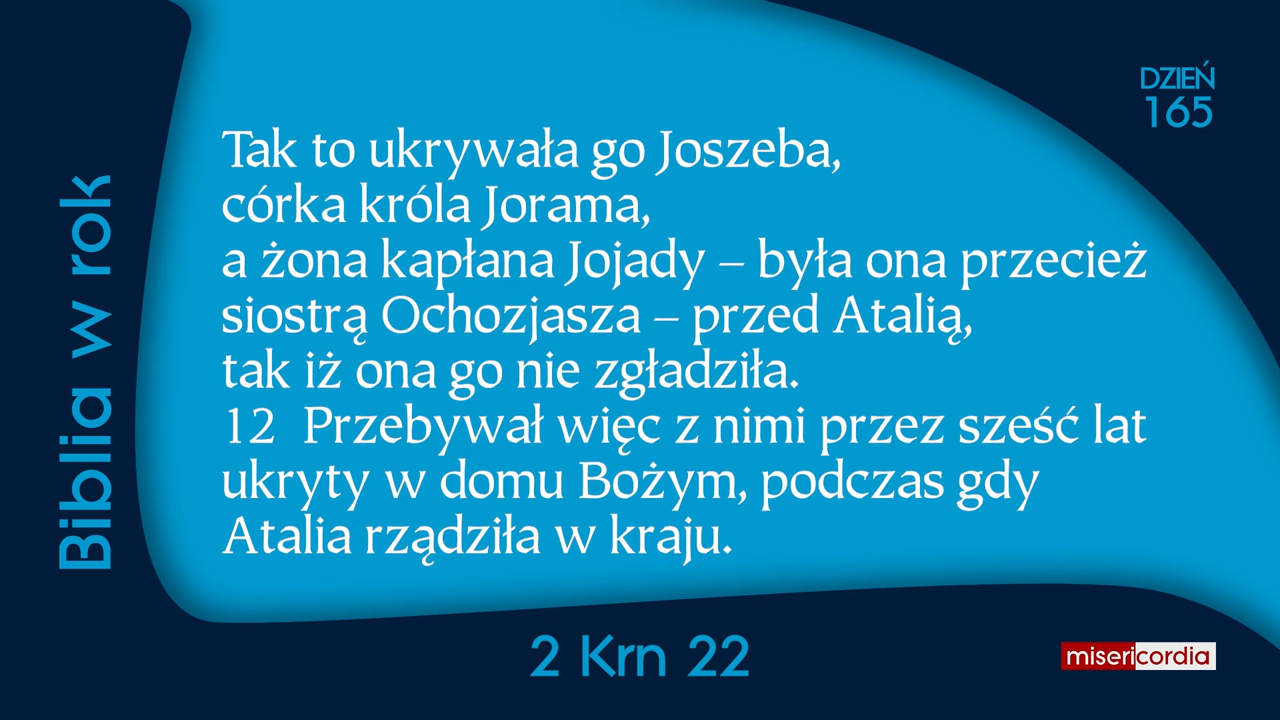 DZIEŃ
165
Biblia w rok
Tak to ukrywała go Joszeba,
córka króla Jorama,
a żona kapłana Jojady – była ona przecież
siostrą Ochozjasza – przed Atalią,
tak iż ona go nie zgładziła.
12 Przebywał więc z nimi przez sześć lat
ukryty w domu Bożym, podczas gdy
Atalia rządziła w kraju.
2 Krn 22
misericordia